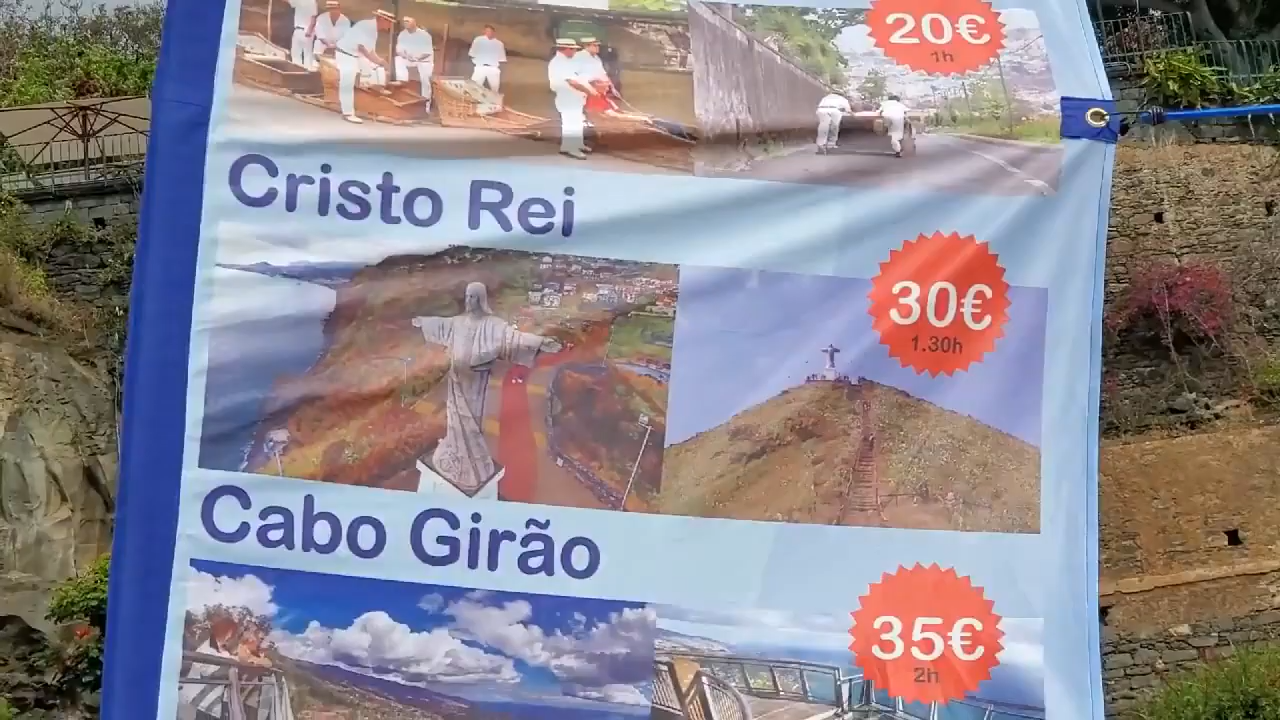 20€
1h
Cristo Rei
30€
1.30h
Cabo Girão
35€
2h